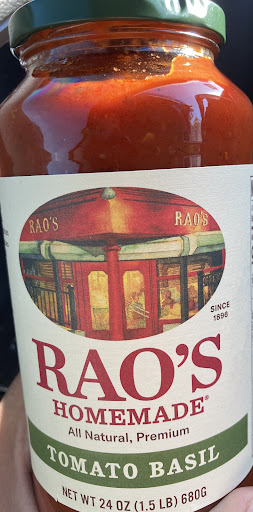 RAO'S RAO'S
SINCE
1896
RAO'S
HOMEMADE®
All Natural, Premium
TOMATO BASIL
NET WT 24 OZ (1.5 LB) 680G